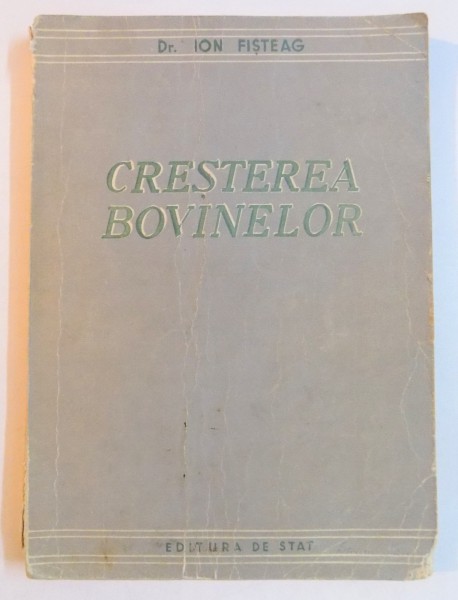 Dr. ION FIȘTEAG
CREȘTEREA
BOVINELOR
EDITURA DE STAT